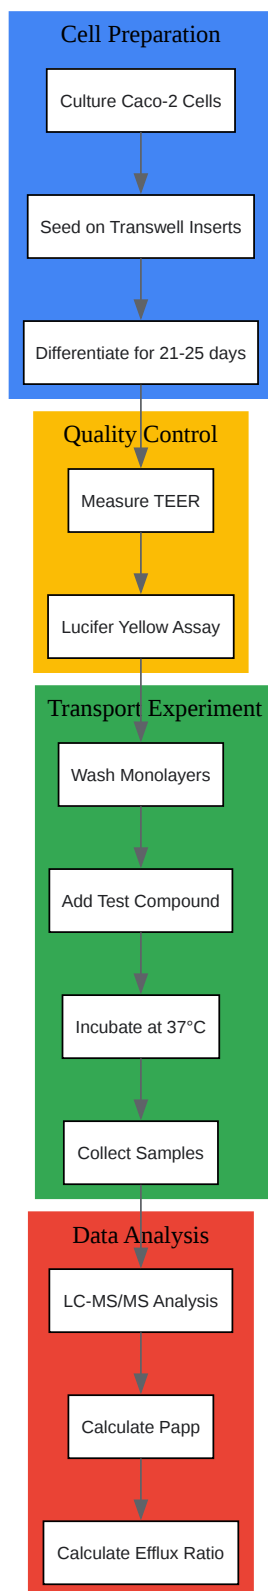 Cell Preparation
Culture Caco-2 Cells
Seed on Transwell Inserts
Differentiate for 21-25 days
Quality Control
Measure TEER
Lucifer Yellow Assay
Transport Experiment
Wash Monolayers
Add Test Compound
Incubate at 37°C
Collect Samples
Data Analysis
LC-MS/MS Analysis
Calculate Papp
Calculate Efflux Ratio